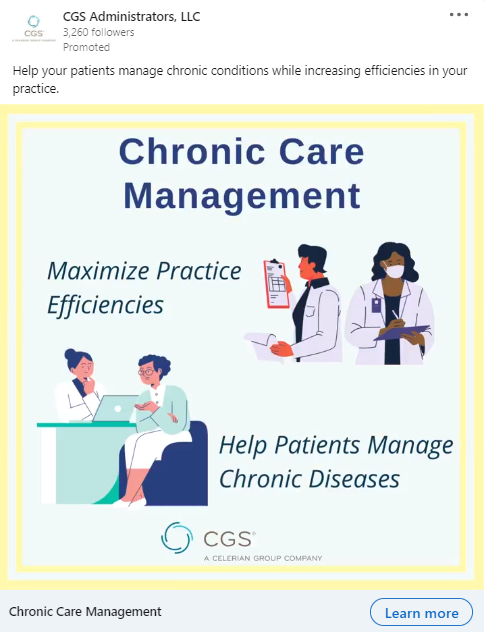 CGS Administrators, LLC
3,260 followers
Promoted
Help your patients manage chronic conditions while increasing efficiencies in your
practice.
Chronic Care
Management
Maximize Practice
Efficiencies
Help Patients Manage
Chronic Diseases
CGS®
A CELERIAN GROUP COMPANY
Chronic Care Management
Learn more